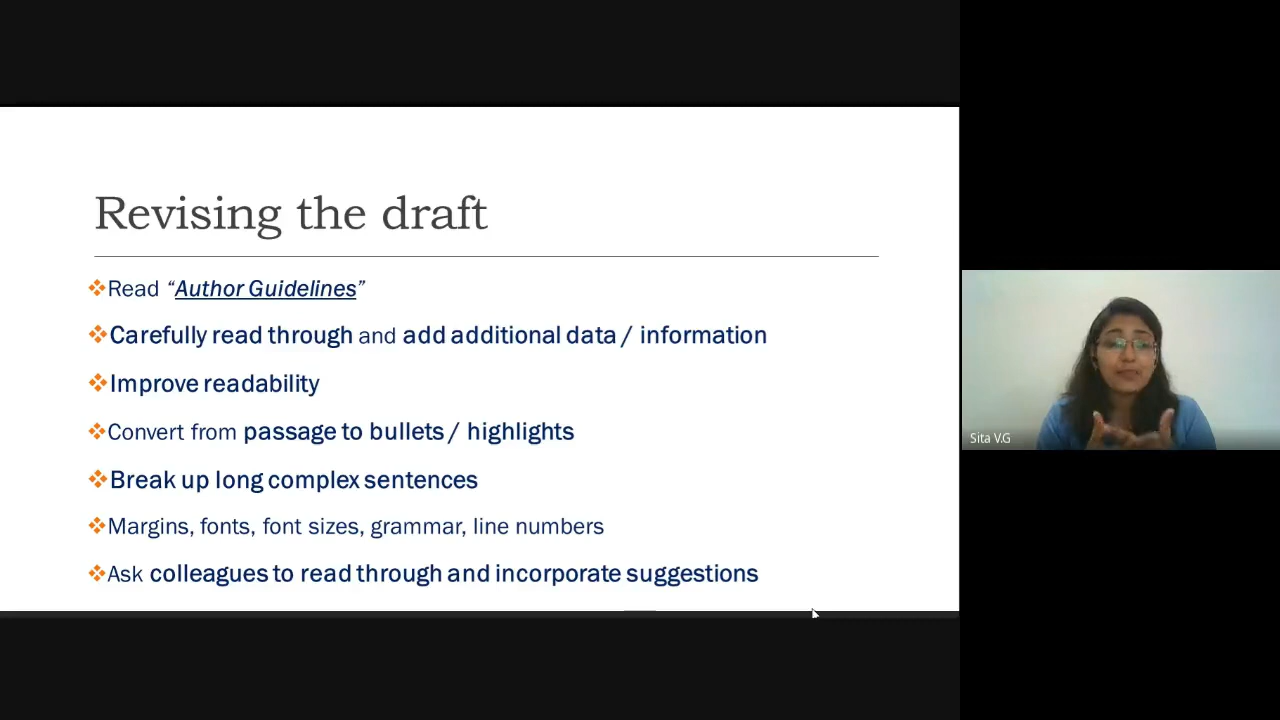 Revising the draft
❖Read “Author Guidelines”
❖Carefully read through and add additional data / information
❖Improve readability
❖Convert from passage to bullets / highlights
❖Break up long complex sentences
❖Margins, fonts, font sizes, grammar, line numbers
❖Ask colleagues to read through and incorporate suggestions
Sita V.G